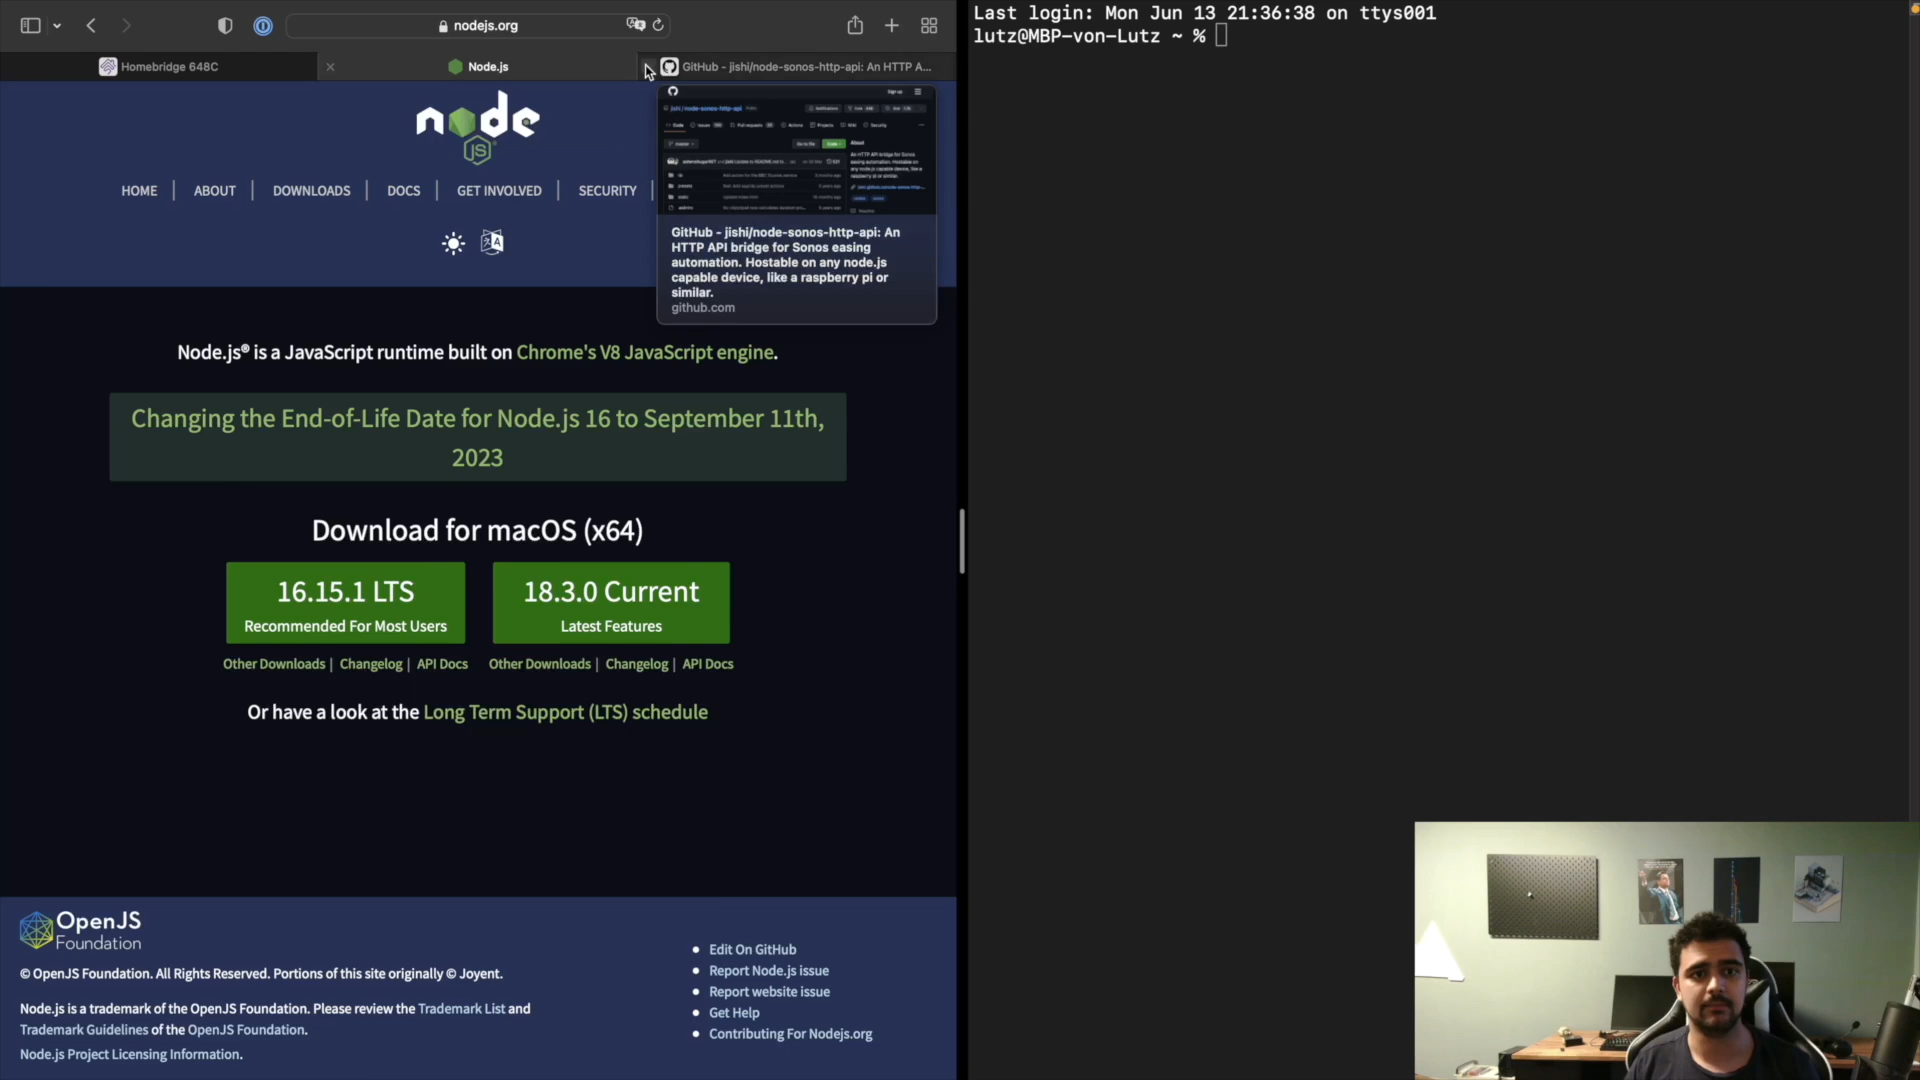 nodejs.org
Homebridge 648C
Node.js
GitHub - jishi/node-sonos-http-api: An HTTP A...
Last login: Mon Jun 13 21:36:38 on ttys001
lutz@MBP-von-Lutz ~ %
node
JS
HOME
ABOUT
DOWNLOADS
DOCS
GET INVOLVED
SECURITY
GitHub - jishi/node-sonos-http-api: An
HTTP API bridge for Sonos easing
automation. Hostable on any node.js
capable device, like a raspberry pi or
similar.
github.com
Node.js® is a JavaScript runtime built on Chrome's V8 JavaScript engine.
Changing the End-of-Life Date for Node.js 16 to September 11th,
2023
Download for macOS (x64)
16.15.1 LTS
Recommended For Most Users
18.3.0 Current
Latest Features
Other Downloads | Changelog | API Docs
Other Downloads | Changelog | API Docs
Or have a look at the Long Term Support (LTS) schedule
OpenJS
Foundation
© OpenJS Foundation. All Rights Reserved. Portions of this site originally © Joyent.
Node.js is a trademark of the OpenJS Foundation. Please review the Trademark List and
Trademark Guidelines of the OpenJS Foundation.
Node.js Project Licensing Information.
Edit On GitHub
Report Node.js issue
Report website issue
Get Help
Contributing For Nodejs.org